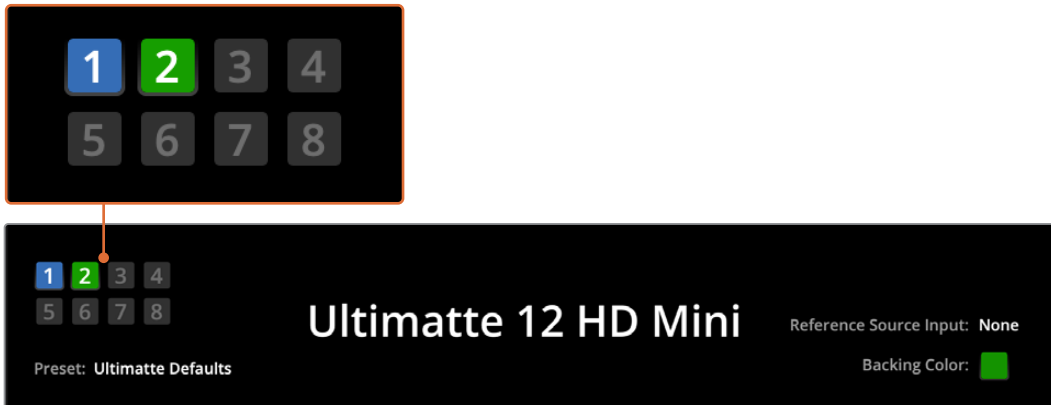 1 2 3 4
5 6 7 8
1 2 3 4
5 6 7 8
Ultimatte 12 HD Mini
Reference Source Input: None
Preset: Ultimatte Defaults
Backing Color: